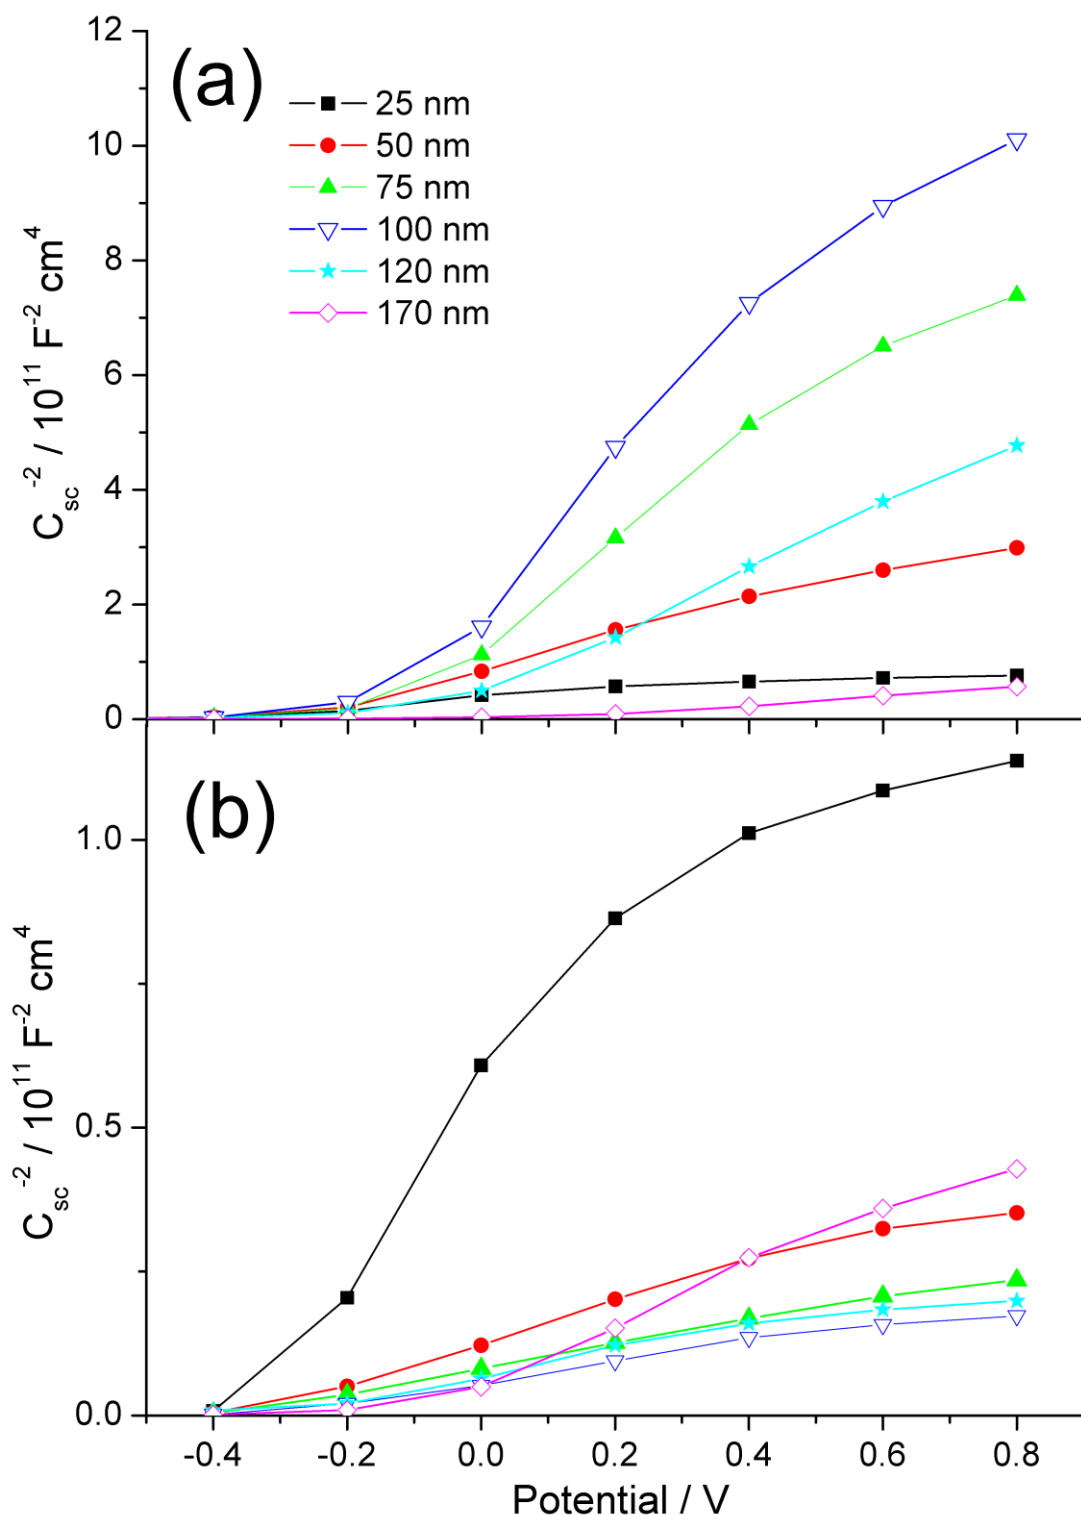 (a)
25 nm
50 nm
75 nm
100 nm
120 nm
170 nm
12
10
8
6
4
2
0
C_sc^-2 / 10^11 F^-2 cm^4
(b)
1.0
0.5
0.0
C_sc^-2 / 10^11 F^-2 cm^4
-0.4 -0.2 0.0 0.2 0.4 0.6 0.8
Potential / V